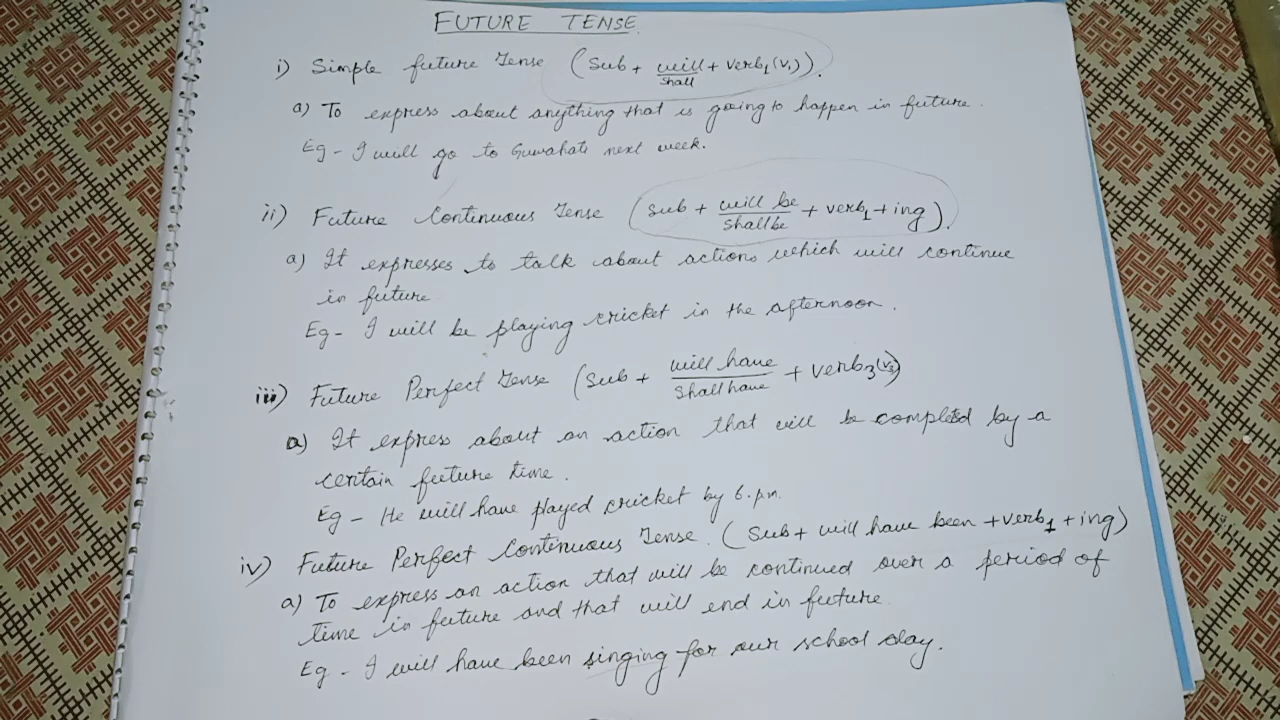 FUTURE TENSE
i) Simple future Tense (Sub + will/shall + Verb1 (V1)).
a) To express about anything that is going to happen in future.
Eg - I will go to Guwahati next week.
ii) Future Continuous Tense (Sub + will be/shall be + verb1 + ing).
a) It expresses to talk about actions which will continue
in future
Eg - I will be playing cricket in the afternoon.
iii) Future Perfect Tense (Sub + will have/shall have + verb3 (V3))
a) It express about an action that will be completed by a
certain future time.
Eg - He will have played cricket by 6.pm.
iv) Future Perfect Continuous Tense. (Sub + will have been + verb1 + ing)
a) To express an action that will be continued over a period of
time in future and that will end in future.
Eg - I will have been singing for our school day.